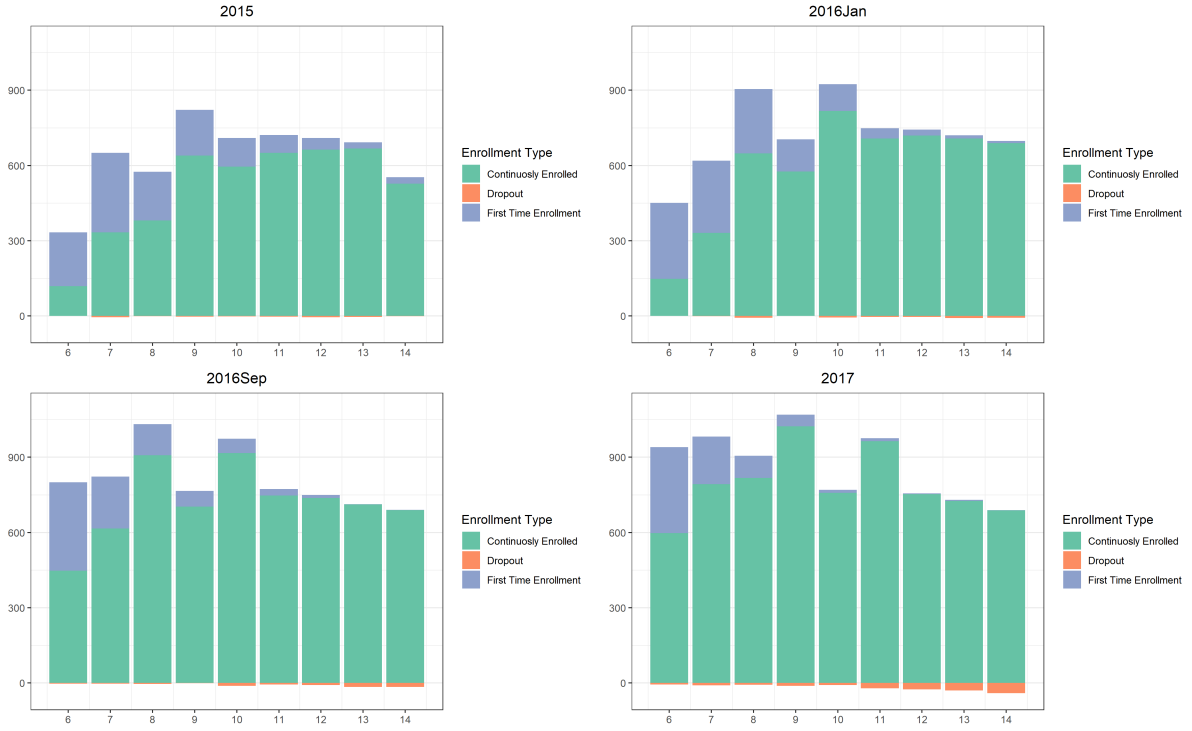 2015
900
600
300
0
6 7 8 9 10 11 12 13 14
Enrollment Type
Continuosly Enrolled
Dropout
First Time Enrollment
2016Jan
900
600
300
0
6 7 8 9 10 11 12 13 14
Enrollment Type
Continuosly Enrolled
Dropout
First Time Enrollment
2016Sep
900
600
300
0
6 7 8 9 10 11 12 13 14
Enrollment Type
Continuosly Enrolled
Dropout
First Time Enrollment
2017
900
600
300
0
6 7 8 9 10 11 12 13 14
Enrollment Type
Continuosly Enrolled
Dropout
First Time Enrollment